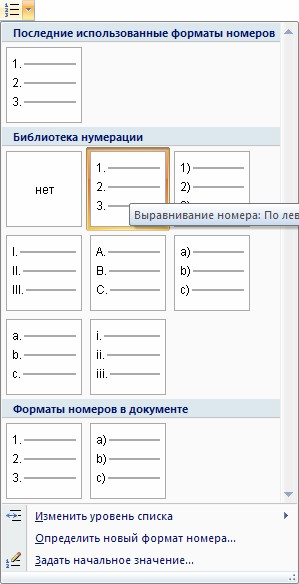 Последние использованные форматы номеров
1.
2.
3.
Библиотека нумерации
нет
1.
2.
3.
1)
2)
Выравнивание номера: По лев
I.
II.
III.
A.
B.
C.
a)
b)
c)
a.
b.
c.
i.
ii.
iii.
Форматы номеров в документе
1.
2.
3.
a)
b)
c)
Изменить уровень списка
Определить новый формат номера...
Задать начальное значение...